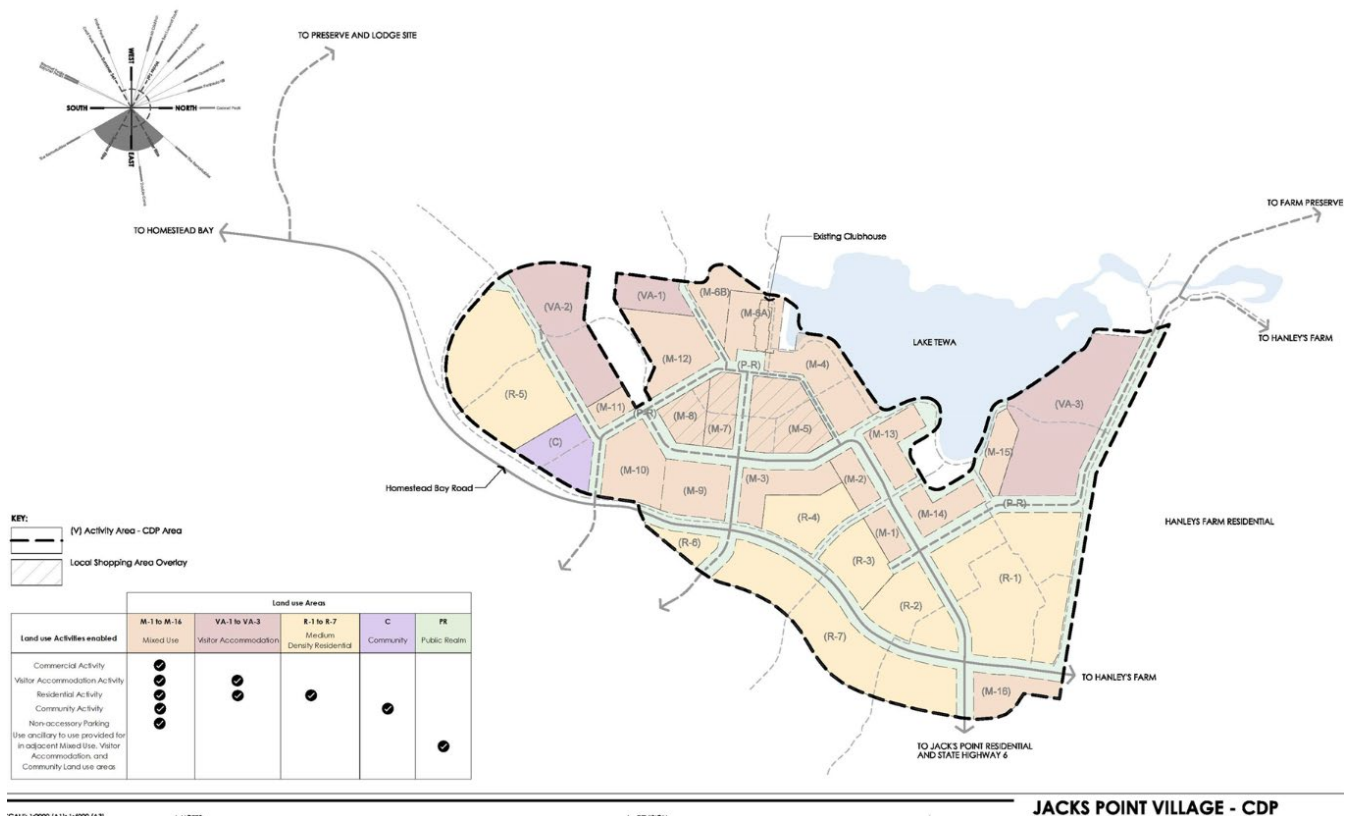 TO PRESERVE AND LODGE SITE
WEST
SOUTH
NORTH
EAST
TO HOMESTEAD BAY
TO FARM PRESERVE
Existing Clubhouse
(VA-2)
(VA-1)
(M-6B)
(M-6A)
LAKE TEWA
TO HANLEY'S FARM
(M-12)
(P-R)
(M-4)
(R-5)
(VA-3)
(M-11)
(P-R)
(M-8)
(M-7)
(M-5)
(M-13)
(C)
(M-15)
(M-10)
(M-9)
(M-3)
(M-2)
Homestead Bay Road
(M-14)
(P-R)
(R-4)
HANLEYS FARM RESIDENTIAL
(M-1)
(R-6)
(R-3)
(R-1)
(R-2)
(R-7)
TO HANLEY'S FARM
(M-16)
TO JACK'S POINT RESIDENTIAL
AND STATE HIGHWAY 6
KEY:
(V) Activity Area - CDP Area
Local Shopping Area Overlay
Land use Areas
Land use Activities enabled
M-1 to M-16
Mixed Use
VA-1 to VA-3
Visitor Accommodation
R-1 to R-7
Medium
Density Residential
C
Community
PR
Public Realm
Commercial Activity
Visitor Accommodation Activity
Residential Activity
Community Activity
Non-accessory Parking
Use ancillary to use provided for
in adjacent Mixed Use, Visitor
Accommodation, and
Community Land use areas
JACKS POINT VILLAGE - CDP